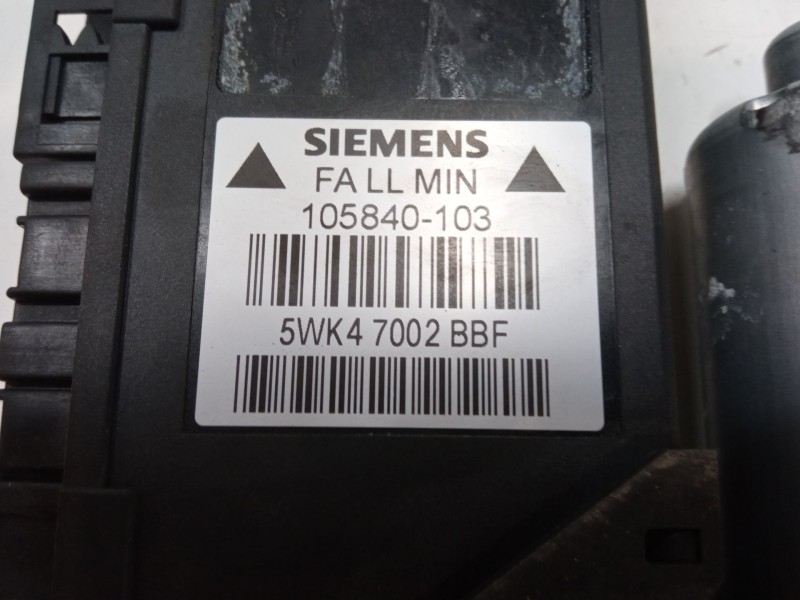 SIEMENS
FA LL MIN
105840-103
5WK4 7002 BBF